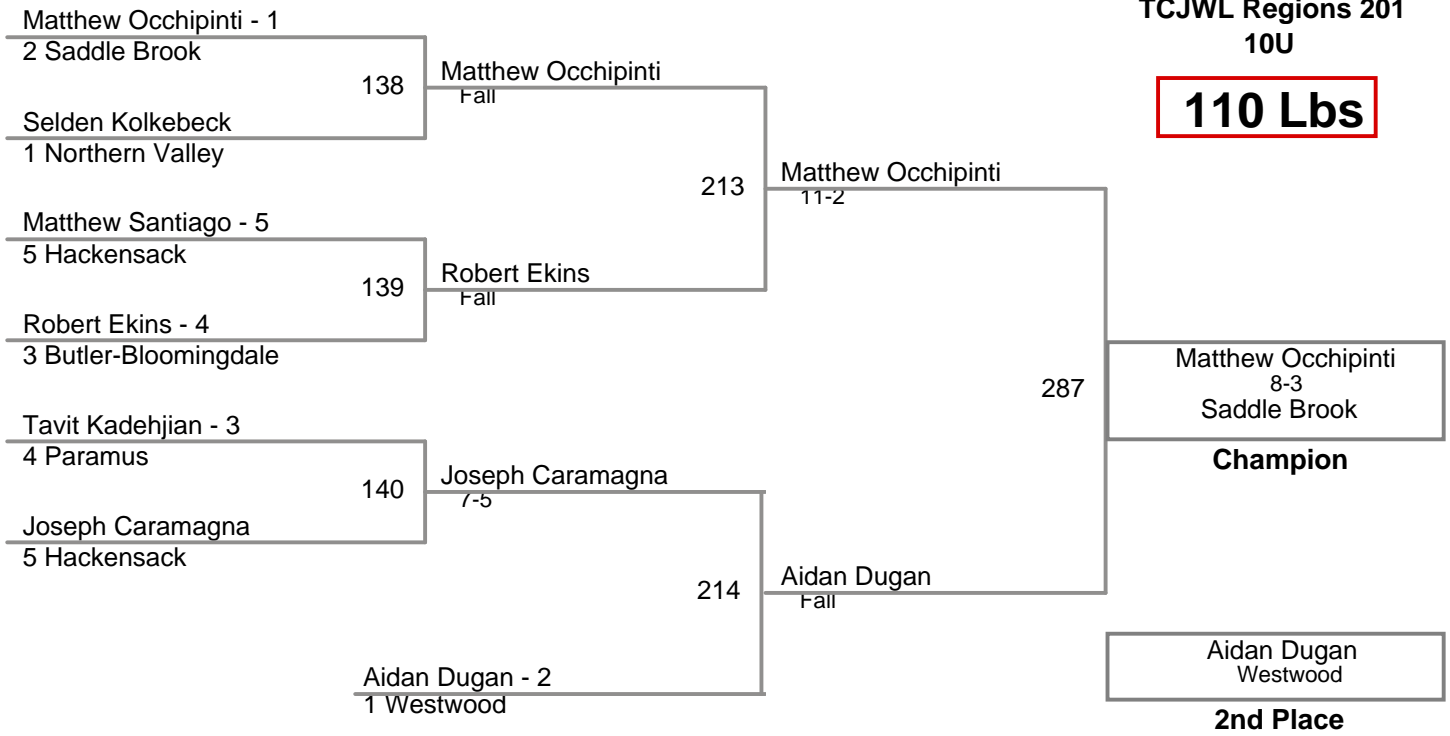 TCJWL Regions 201
10U
110 Lbs
Matthew Occhipinti - 1
2 Saddle Brook
138
Selden Kolkebeck
1 Northern Valley
Matthew Occhipinti
Fall
Matthew Santiago - 5
5 Hackensack
139
Robert Ekins - 4
3 Butler-Bloomingdale
Robert Ekins
Fall
213
Matthew Occhipinti
11-2
Tavit Kadehjian - 3
4 Paramus
140
Joseph Caramagna
5 Hackensack
Joseph Caramagna
7-5
214
Aidan Dugan - 2
1 Westwood
Aidan Dugan
Fall
287
Matthew Occhipinti
8-3
Saddle Brook
Champion
Aidan Dugan
Westwood
2nd Place